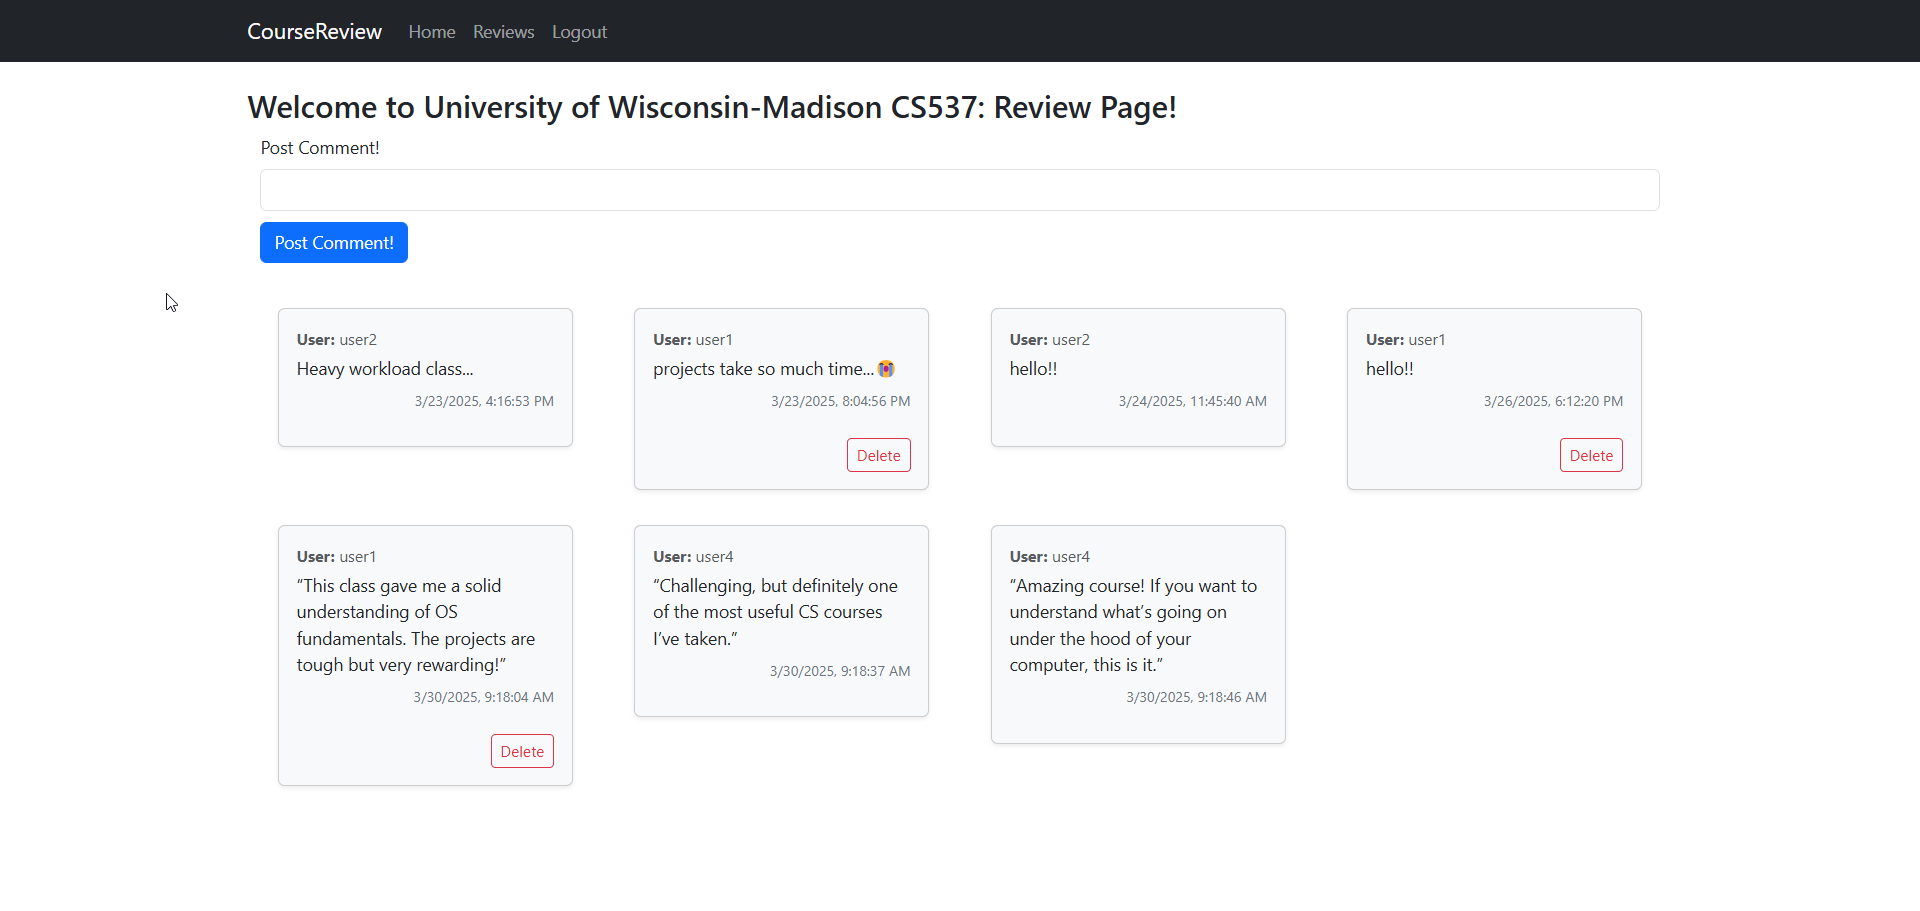 CourseReview Home Reviews Logout
Welcome to University of Wisconsin-Madison CS537: Review Page!
Post Comment!
Post Comment!
User: user2
Heavy workload class...
3/23/2025, 4:16:53 PM
User: user1
projects take so much time...😭
3/23/2025, 8:04:56 PM
Delete
User: user2
hello!!
3/24/2025, 11:45:40 AM
User: user1
hello!!
3/26/2025, 6:12:20 PM
Delete
User: user1
“This class gave me a solid
understanding of OS
fundamentals. The projects are
tough but very rewarding!”
3/30/2025, 9:18:04 AM
Delete
User: user4
“Challenging, but definitely one
of the most useful CS courses
I’ve taken.”
3/30/2025, 9:18:37 AM
User: user4
“Amazing course! If you want to
understand what’s going on
under the hood of your
computer, this is it.”
3/30/2025, 9:18:46 AM